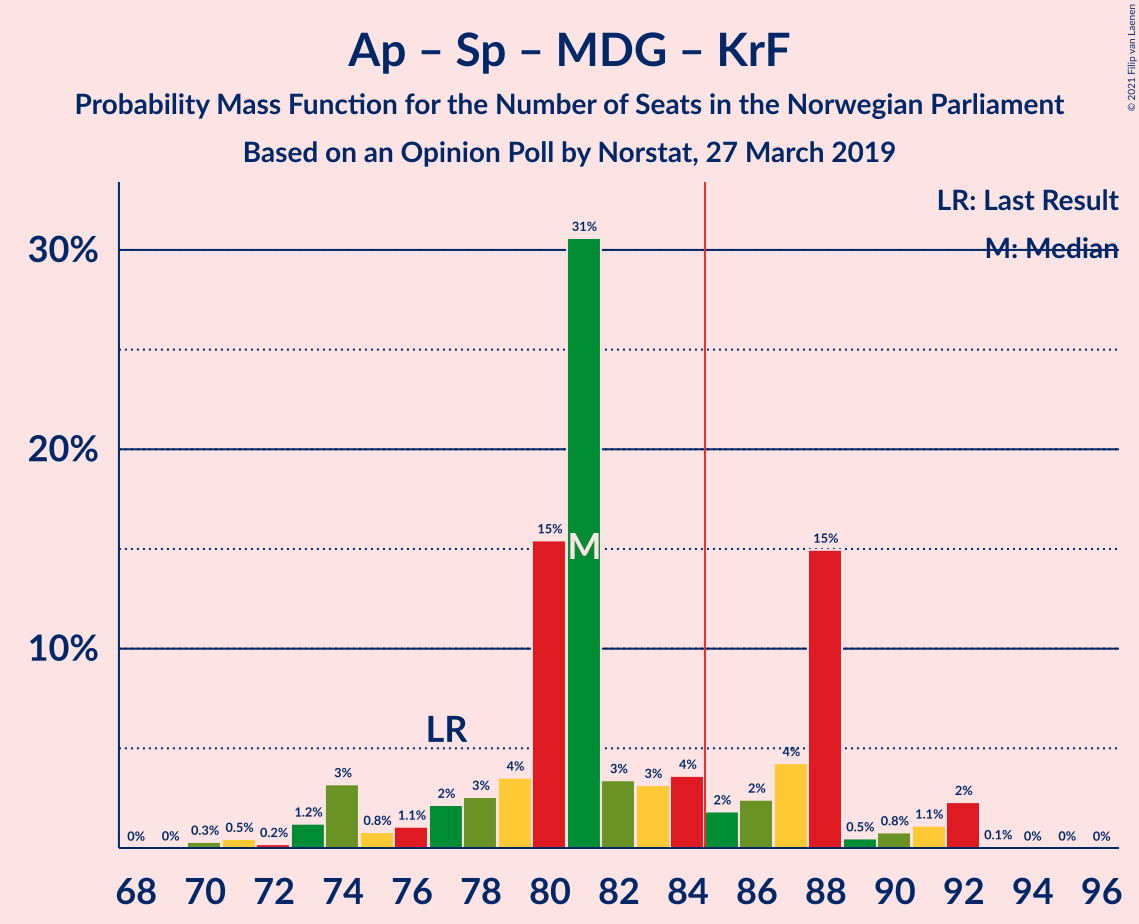 Ap – Sp – MDG – KrF
Probability Mass Function for the Number of Seats in the Norwegian Parliament
Based on an Opinion Poll by Norstat, 27 March 2019
© 2021 Filip van Laenen
LR: Last Result
M: Median
30%
20%
10%
0% 0% 0.3% 0.5% 0.2% 1.2% 3% 0.8% 1.1% 2% 3% 4% 15% 31% 3% 3% 4% 2% 2% 4% 15% 0.5% 0.8% 1.1% 2% 0.1% 0% 0% 0%
LR
M
68 70 72 74 76 78 80 82 84 86 88 90 92 94 96